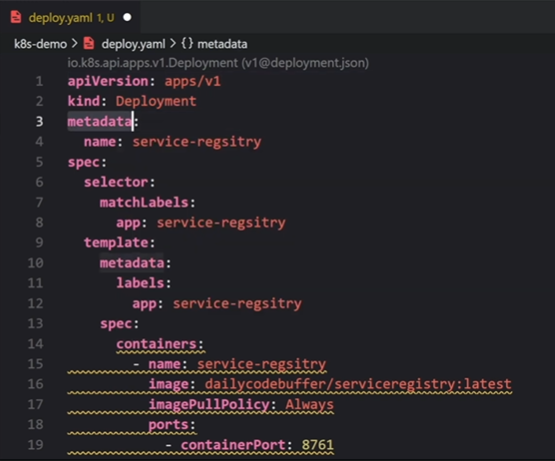 deploy.yaml 1, U
k8s-demo > deploy.yaml > {} metadata
io.k8s.api.apps.v1.Deployment (v1@deployment.json)
1 apiVersion: apps/v1
2 kind: Deployment
3 metadata:
4   name: service-regsitry
5 spec:
6   selector:
7     matchLabels:
8       app: service-regsitry
9   template:
10     metadata:
11       labels:
12         app: service-regsitry
13     spec:
14       containers:
15         - name: service-regsitry
16           image: dailycodebuffer/serviceregistry:latest
17           imagePullPolicy: Always
18           ports:
19             - containerPort: 8761